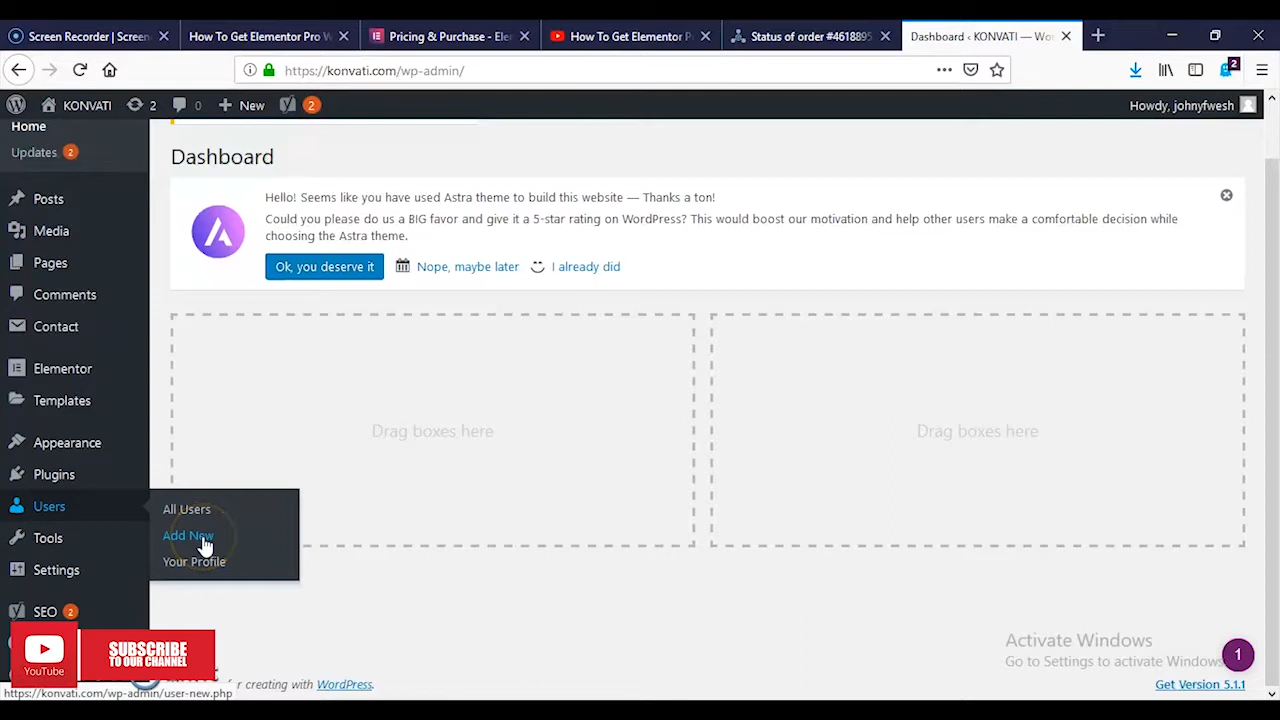 Screen Recorder | Screen
How To Get Elementor Pro W
Pricing & Purchase - Ele
How To Get Elementor P
Status of order #4618895
Dashboard ‹ KONVATI — Wo
https://konvati.com/wp-admin/
2
KONVATI
2
0
New
2
Howdy, johnyfwesh
Home
Updates 2
Posts
Media
Pages
Comments
Contact
Elementor
Templates
Appearance
Plugins
Users
Tools
Settings
SEO 2
Dashboard
Hello! Seems like you have used Astra theme to build this website — Thanks a ton!
Could you please do us a BIG favor and give it a 5-star rating on WordPress? This would boost our motivation and help other users make a comfortable decision while
choosing the Astra theme.
Ok, you deserve it
Nope, maybe later
I already did
Drag boxes here
Drag boxes here
All Users
Add New
Your Profile
YouTube
SUBSCRIBE
TO OUR CHANNEL
for creating with WordPress.
https://konvati.com/wp-admin/user-new.php
Activate Windows
Go to Settings to activate Windows
1
Get Version 5.1.1